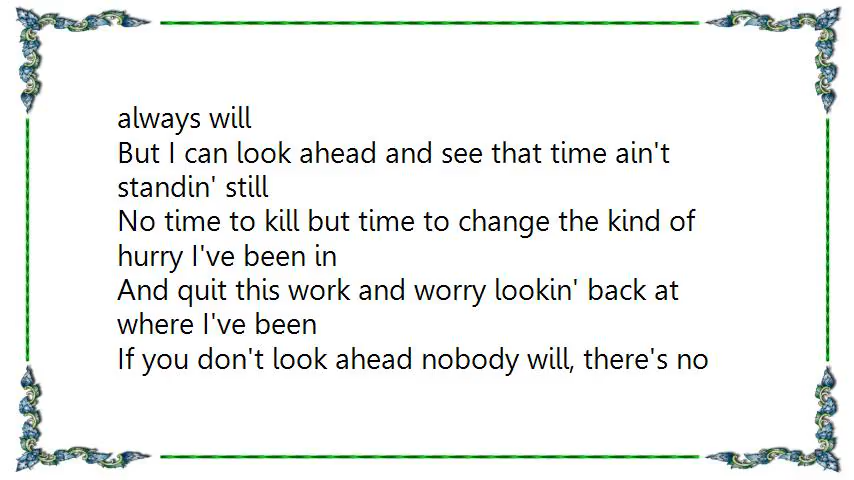 always will
But I can look ahead and see that time ain't
standin' still
No time to kill but time to change the kind of
hurry I've been in
And quit this work and worry lookin' back at
where I've been
If you don't look ahead nobody will, there's no